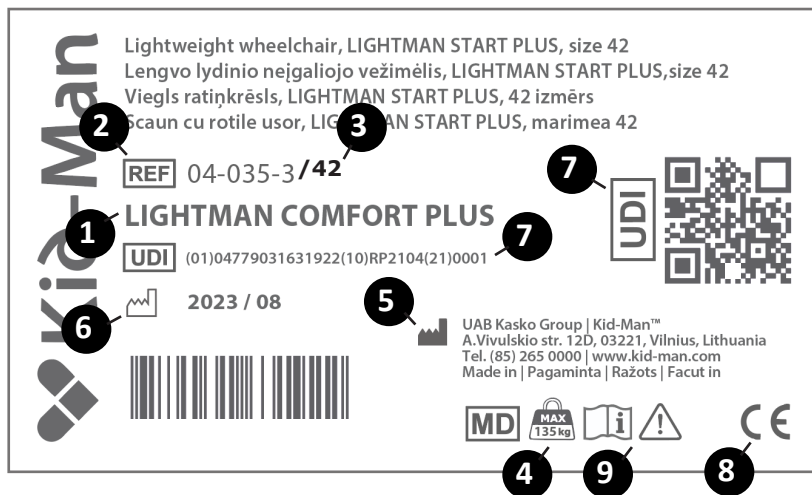 Kid-Man
Lightweight wheelchair, LIGHTMAN START PLUS, size 42
Lengvo lydinio neįgaliojo vežimėlis, LIGHTMAN START PLUS,size 42
Viegls ratiņkrēsls, LIGHTMAN START PLUS, 42 izmērs
Scaun cu rotile usor, LIGHTMAN START PLUS, marimea 42
2
3
REF 04-035-3/42
7
UDI
1
LIGHTMAN COMFORT PLUS
UDI (01)04779031631922(10)RP2104(21)0001
7
6
2023 / 08
5
UAB Kasko Group | Kid-Man™
A.Vivulskio str. 12D, 03221, Vilnius, Lithuania
Tel. (85) 265 0000 | www.kid-man.com
Made in | Pagaminta | Ražots | Facut in
MD MAX 135kg i ! CE
4 9 8